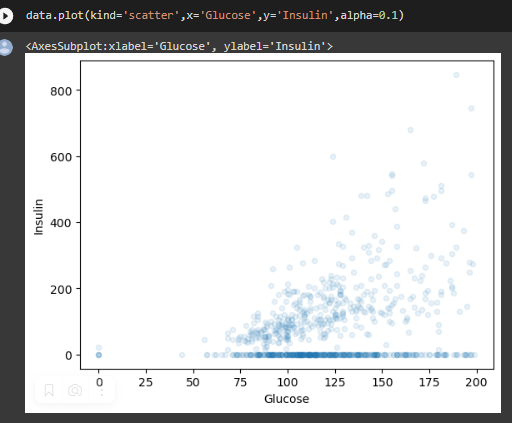 data.plot(kind='scatter',x='Glucose',y='Insulin',alpha=0.1)
<AxesSubplot:xlabel='Glucose', ylabel='Insulin'>
800
600
400
200
0
Insulin
0 25 50 75 100 125 150 175 200
Glucose